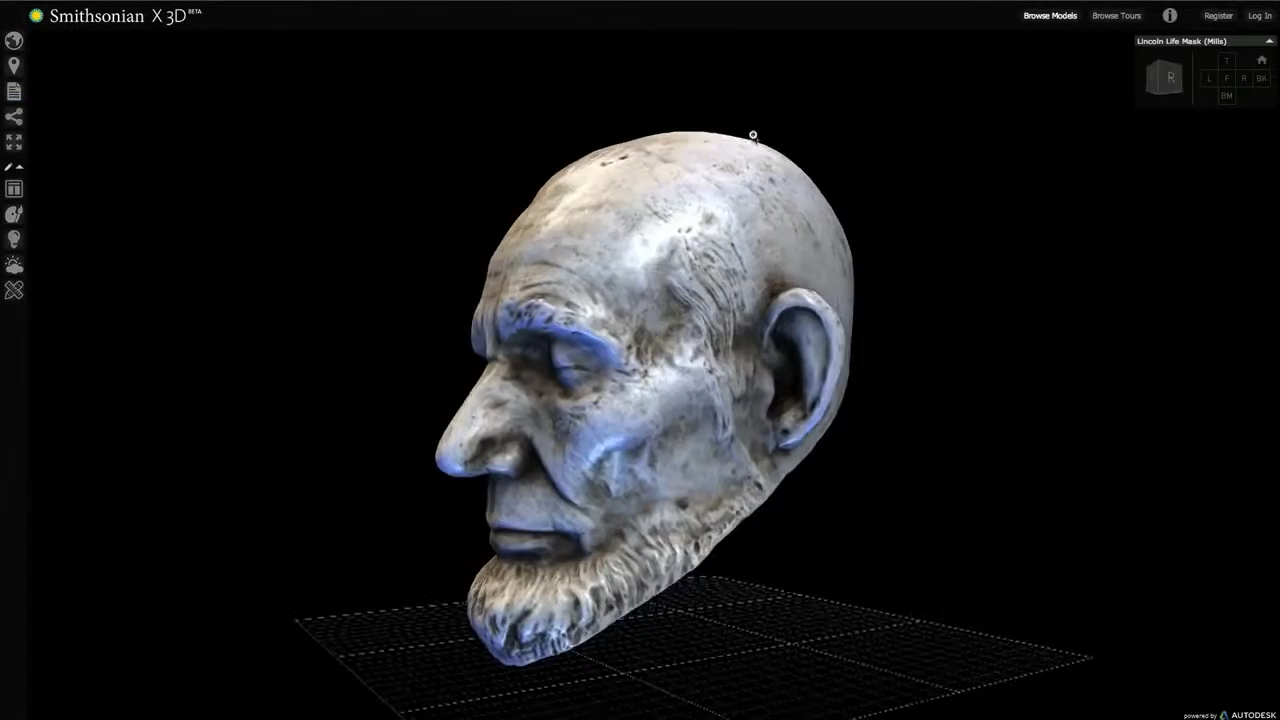 Smithsonian X 3D BETA
Browse Models
Browse Tours
i
Register
Log In
Lincoln Life Mask (Mills)
R
T
L
F
R
BK
BM
powered by AUTODESK